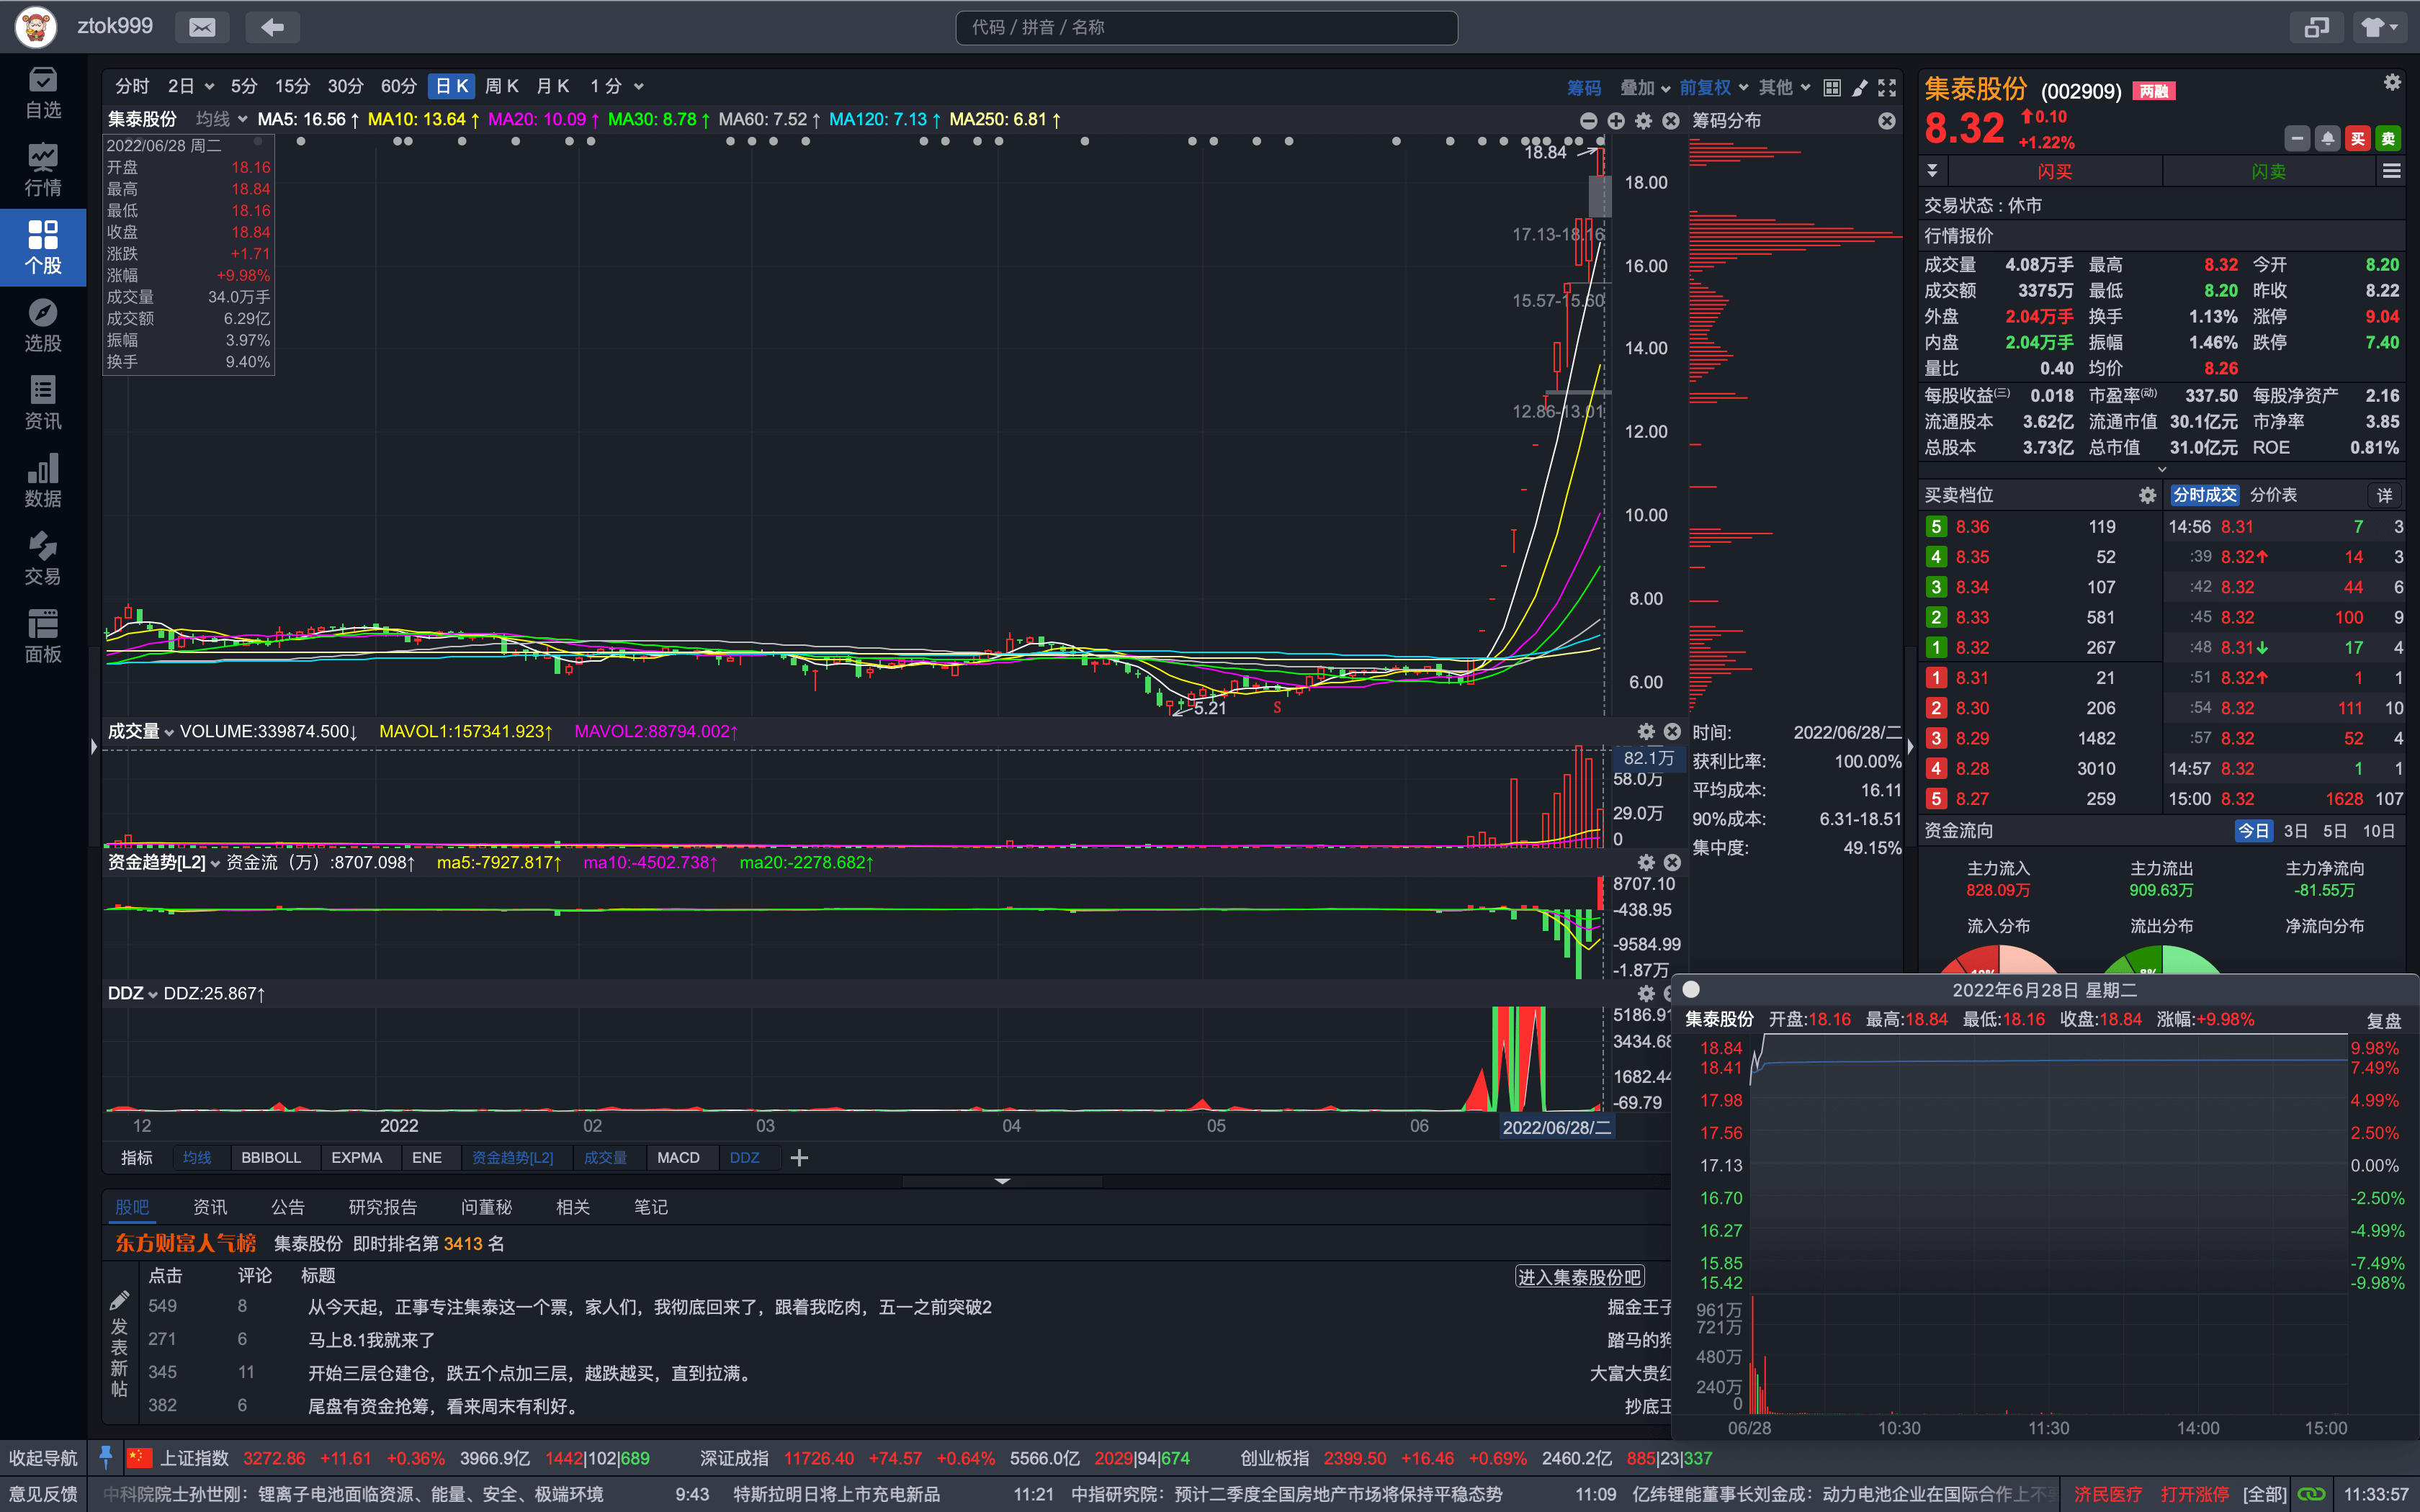 ztok999
代码 / 拼音 / 名称
自选
行情
个股
选股
资讯
数据
交易
面板
分时 2日 5分 15分 30分 60分 日K 周K 月K 1分
筹码 叠加 前复权 其他
集泰股份 均线 MA5: 16.56↑ MA10: 13.64↑ MA20: 10.09↑ MA30: 8.78↑ MA60: 7.52↑ MA120: 7.13↑ MA250: 6.81↑
2022/06/28 周二
开盘 18.16
最高 18.84
最低 18.16
收盘 18.84
涨跌 +1.71
涨幅 +9.98%
成交量 34.0万手
成交额 6.29亿
振幅 3.97%
换手 9.40%
18.84
17.13-18.16
15.57-15.60
12.86-13.01
5.21
S
18.00
16.00
14.00
12.00
10.00
8.00
6.00
筹码分布
时间: 2022/06/28/二
获利比率: 100.00%
平均成本: 16.11
90%成本: 6.31-18.51
集中度: 49.15%
成交量 VOLUME:339874.500↓ MAVOL1:157341.923↑ MAVOL2:88794.002↑
82.1万
58.0万
29.0万
0
资金趋势[L2] 资金流（万）:8707.098↑ ma5:-7927.817↑ ma10:-4502.738↑ ma20:-2278.682↑
8707.10
-438.95
-9584.99
-1.87万
DDZ DDZ:25.867↑
5186.91
3434.68
1682.44
-69.79
12 2022 02 03 04 05 06 2022/06/28/二
指标 均线 BBIBOLL EXPMA ENE 资金趋势[L2] 成交量 MACD DDZ
股吧 资讯 公告 研究报告 问董秘 相关 笔记
东方财富人气榜 集泰股份 即时排名第 3413 名
点击 评论 标题 进入集泰股份吧
发表新帖
549 8 从今天起，正事专注集泰这一个票，家人们，我彻底回来了，跟着我吃肉，五一之前突破2 掘金王子
271 6 马上8.1我就来了 踏马的
345 11 开始三层仓建仓，跌五个点加三层，越跌越买，直到拉满。 大富大贵
382 6 尾盘有资金抢筹，看来周末有利好。 抄底王
集泰股份 (002909) 两融
8.32 0.10
+1.22%
买 卖
闪买 闪卖
交易状态 : 休市
行情报价
成交量 4.08万手 最高 8.32 今开 8.20
成交额 3375万 最低 8.20 昨收 8.22
外盘 2.04万手 换手 1.13% 涨停 9.04
内盘 2.04万手 振幅 1.46% 跌停 7.40
量比 0.40 均价 8.26
每股收益(三) 0.018 市盈率(动) 337.50 每股净资产 2.16
流通股本 3.62亿 流通市值 30.1亿元 市净率 3.85
总股本 3.73亿 总市值 31.0亿元 ROE 0.81%
买卖档位
5 8.36 119
4 8.35 52
3 8.34 107
2 8.33 581
1 8.32 267
1 8.31 21
2 8.30 206
3 8.29 1482
4 8.28 3010
5 8.27 259
分时成交 分价表 详
14:56 8.31 7 3
:39 8.32↑ 14 3
:42 8.32 44 6
:45 8.32 100 9
:48 8.31↓ 17 4
:51 8.32↑ 1 1
:54 8.32 111 10
:57 8.32 52 4
14:57 8.32 1 1
15:00 8.32 1628 107
资金流向 今日 3日 5日 10日
主力流入 主力流出 主力净流向
828.09万 909.63万 -81.55万
流入分布 流出分布 净流向分布
2022年6月28日 星期二
集泰股份 开盘:18.16 最高:18.84 最低:18.16 收盘:18.84 涨幅:+9.98% 复盘
18.84 9.98%
18.41 7.49%
17.98 4.99%
17.56 2.50%
17.13 0.00%
16.70 -2.50%
16.27 -4.99%
15.85 -7.49%
15.42 -9.98%
961万
721万
480万
240万
0
06/28 10:30 11:30 14:00 15:00
收起导航 上证指数 3272.86 +11.61 +0.36% 3966.9亿 1442|102|689 深证成指 11726.40 +74.57 +0.64% 5566.0亿 2029|94|674 创业板指 2399.50 +16.46 +0.69% 2460.2亿 885|23|337
意见反馈 中科院院士孙世刚：锂离子电池面临资源、能量、安全、极端环境 9:43 特斯拉明日将上市充电新品 11:21 中指研究院：预计二季度全国房地产市场将保持平稳态势 11:09 亿纬锂能董事长刘金成：动力电池企业在国际合作上不 济民医疗 打开涨停 [全部] 11:33:57